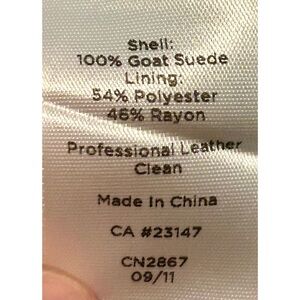 Shell:
100% Goat Suede
Lining:
54% Polyester
46% Rayon
Professional Leather
Clean
Made In China
CA #23147
CN2867
09/11